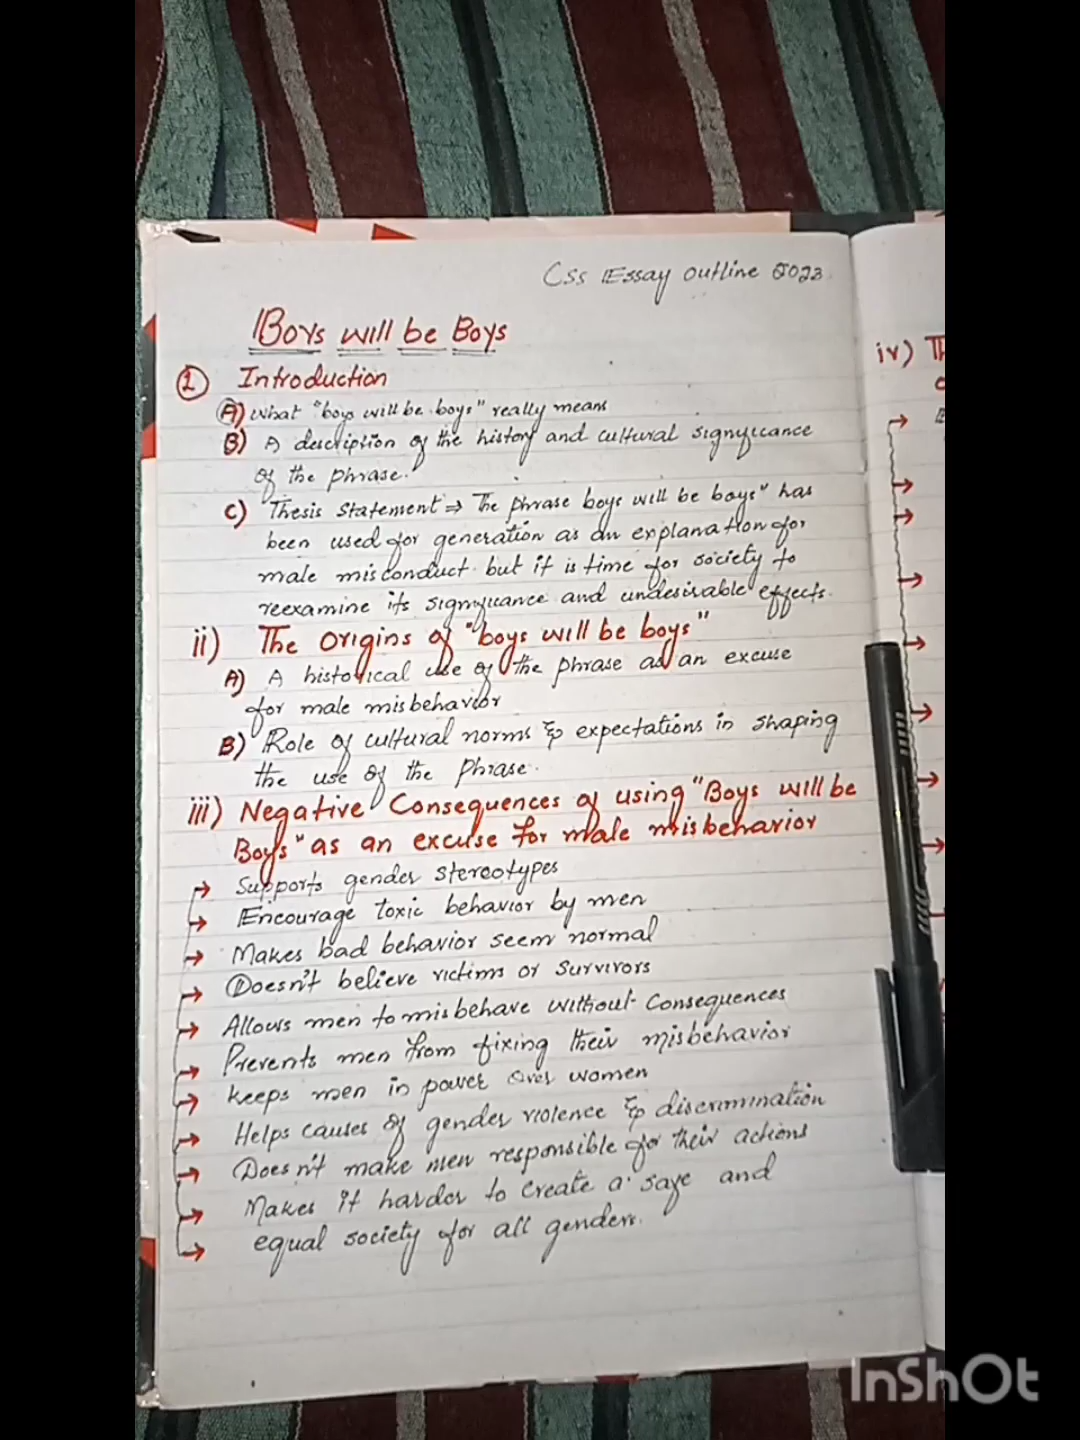 Css Essay outline 2023
Boys will be Boys
1 Introduction
A) What "boys will be boys" really means
B) A description of the history and cultural significance
of the phrase.
C) Thesis Statement ⇒ The phrase boys will be boys" has
been used for generation as an explanation for
male misconduct but it is time for society to
reexamine its significance and undesirable effects.
ii) The origins of "boys will be boys"
A) A historical use of the phrase as an excuse
for male misbehavior
B) Role of cultural norms & expectations in shaping
the use of the Phrase.
iii) Negative Consequences of using "Boys will be
Boys" as an excuse for male misbehavior
→ Supports gender stereotypes
→ Encourage toxic behavior by men
→ Makes bad behavior seem normal
→ Doesn't believe victims or survivors
→ Allows men to misbehave without consequences
→ Prevents men from fixing their misbehavior
→ keeps men in power over women
→ Helps causes of gender violence & discrimination
→ Doesn't make men responsible for their actions
→ Makes it harder to create a safe and
→ equal society for all genders.
iv)
InShOt